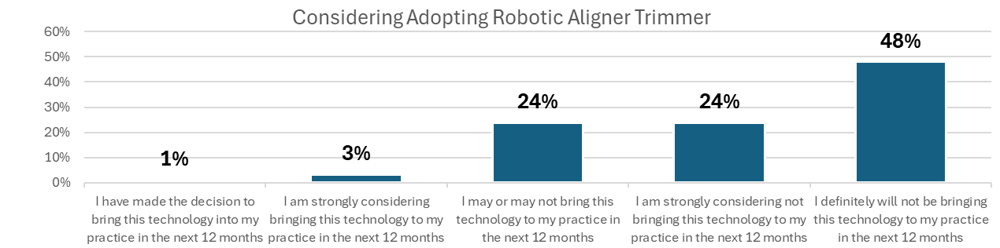 Considering Adopting Robotic Aligner Trimmer
60%
50%
40%
30%
20%
10%
0%
1%
3%
24%
24%
48%
I have made the decision to
bring this technology into my
practice in the next 12 months
I am strongly considering
bringing this technology to my
practice in the next 12 months
I may or may not bring this
technology to my practice in
the next 12 months
I am strongly considering not
bringing this technology to my
practice in the next 12 months
I definitely will not be bringing
this technology to my practice
in the next 12 months